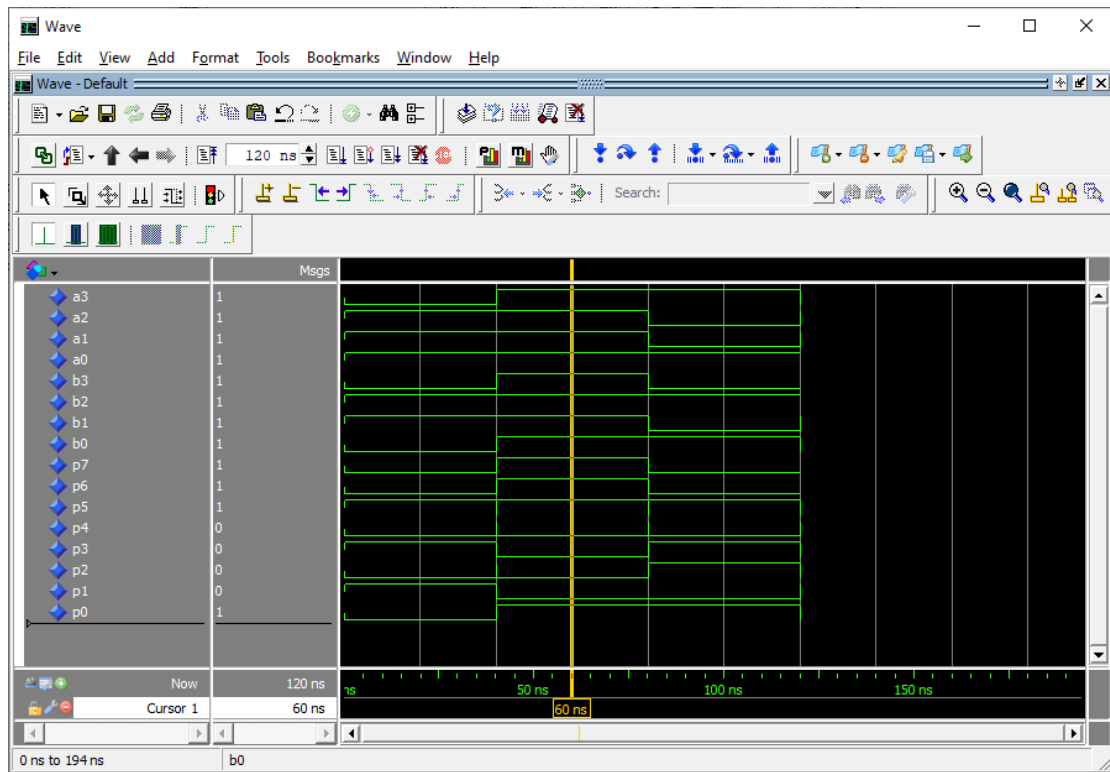 Wave
File Edit View Add Format Tools Bookmarks Window Help
Wave - Default
120 ns
Search:
Msgs
a3 1
a2 1
a1 1
a0 1
b3 1
b2 1
b1 1
b0 1
p7 1
p6 1
p5 1
p4 0
p3 0
p2 0
p1 0
p0 1
Now 120 ns
ns 50 ns 100 ns 150 ns
Cursor 1 60 ns 60 ns
0 ns to 194 ns b0